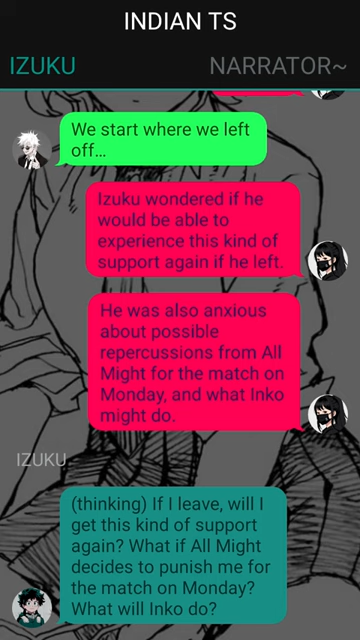 INDIAN TS
IZUKU NARRATOR~
We start where we left
off...
Izuku wondered if he
would be able to
experience this kind of
support again if he left.
He was also anxious
about possible
repercussions from All
Might for the match on
Monday, and what Inko
might do.
IZUKU
(thinking) If I leave, will I
get this kind of support
again? What if All Might
decides to punish me for
the match on Monday?
What will Inko do?